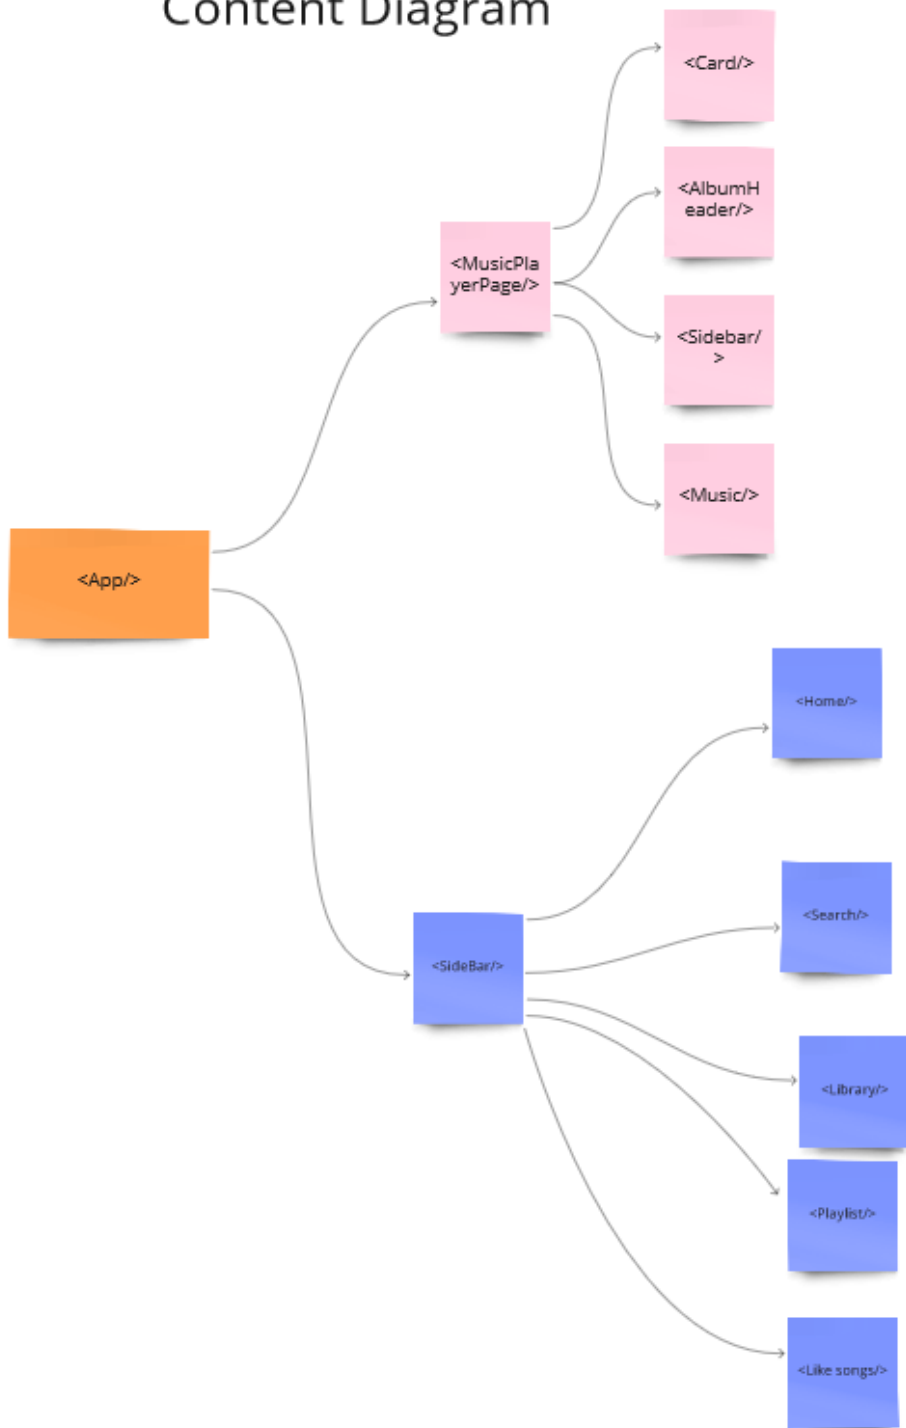 Content Diagram
<Card/>
<AlbumH
eader/>
<MusicPla
yerPage/>
<Sidebar/
>
<Music/>
<App/>
<Home/>
<Search/>
<SideBar/>
<Library/>
<Playlist/>
<Like songs/>